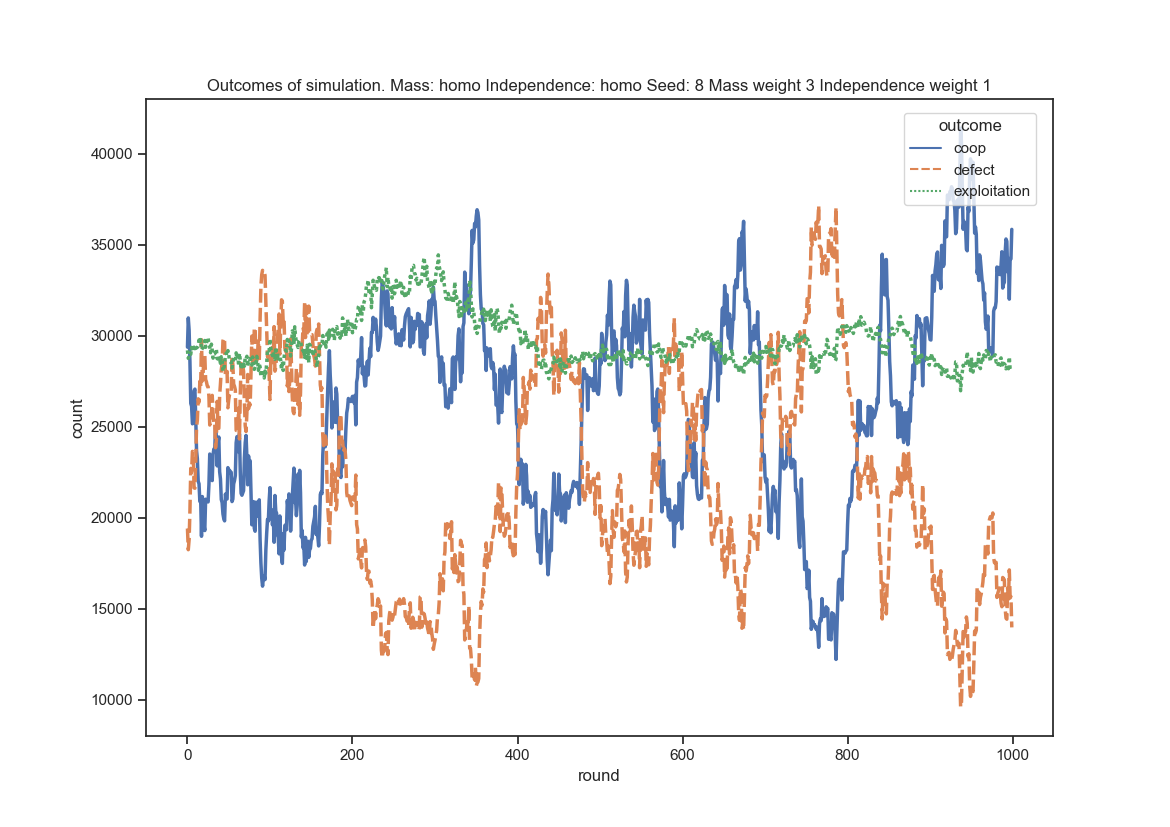 Outcomes of simulation. Mass: homo Independence: homo Seed: 8 Mass weight 3 Independence weight 1
outcome
coop
defect
exploitation
40000
35000
30000
25000
20000
15000
10000
count
0 200 400 600 800 1000
round